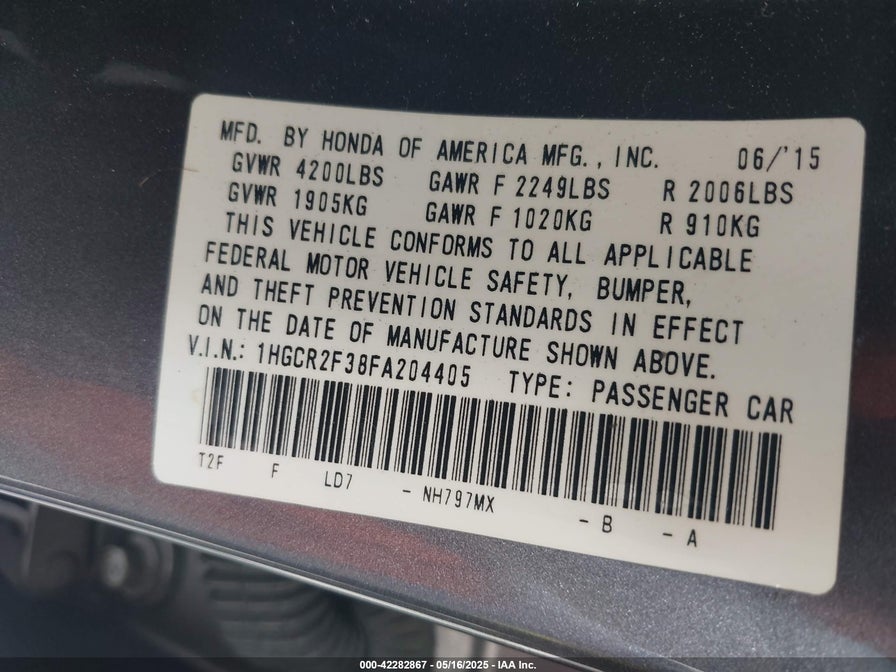 MFD. BY HONDA OF AMERICA MFG., INC. 06/'15
GVWR 4200LBS GAWR F 2249LBS R 2006LBS
GVWR 1905KG GAWR F 1020KG R 910KG
THIS VEHICLE CONFORMS TO ALL APPLICABLE
FEDERAL MOTOR VEHICLE SAFETY, BUMPER,
AND THEFT PREVENTION STANDARDS IN EFFECT
ON THE DATE OF MANUFACTURE SHOWN ABOVE.
V.I.N.: 1HGCR2F38FA204405 TYPE: PASSENGER CAR
T2F F LD7 - NH797MX - B - A
000-42282867 - 05/16/2025 - IAA Inc.